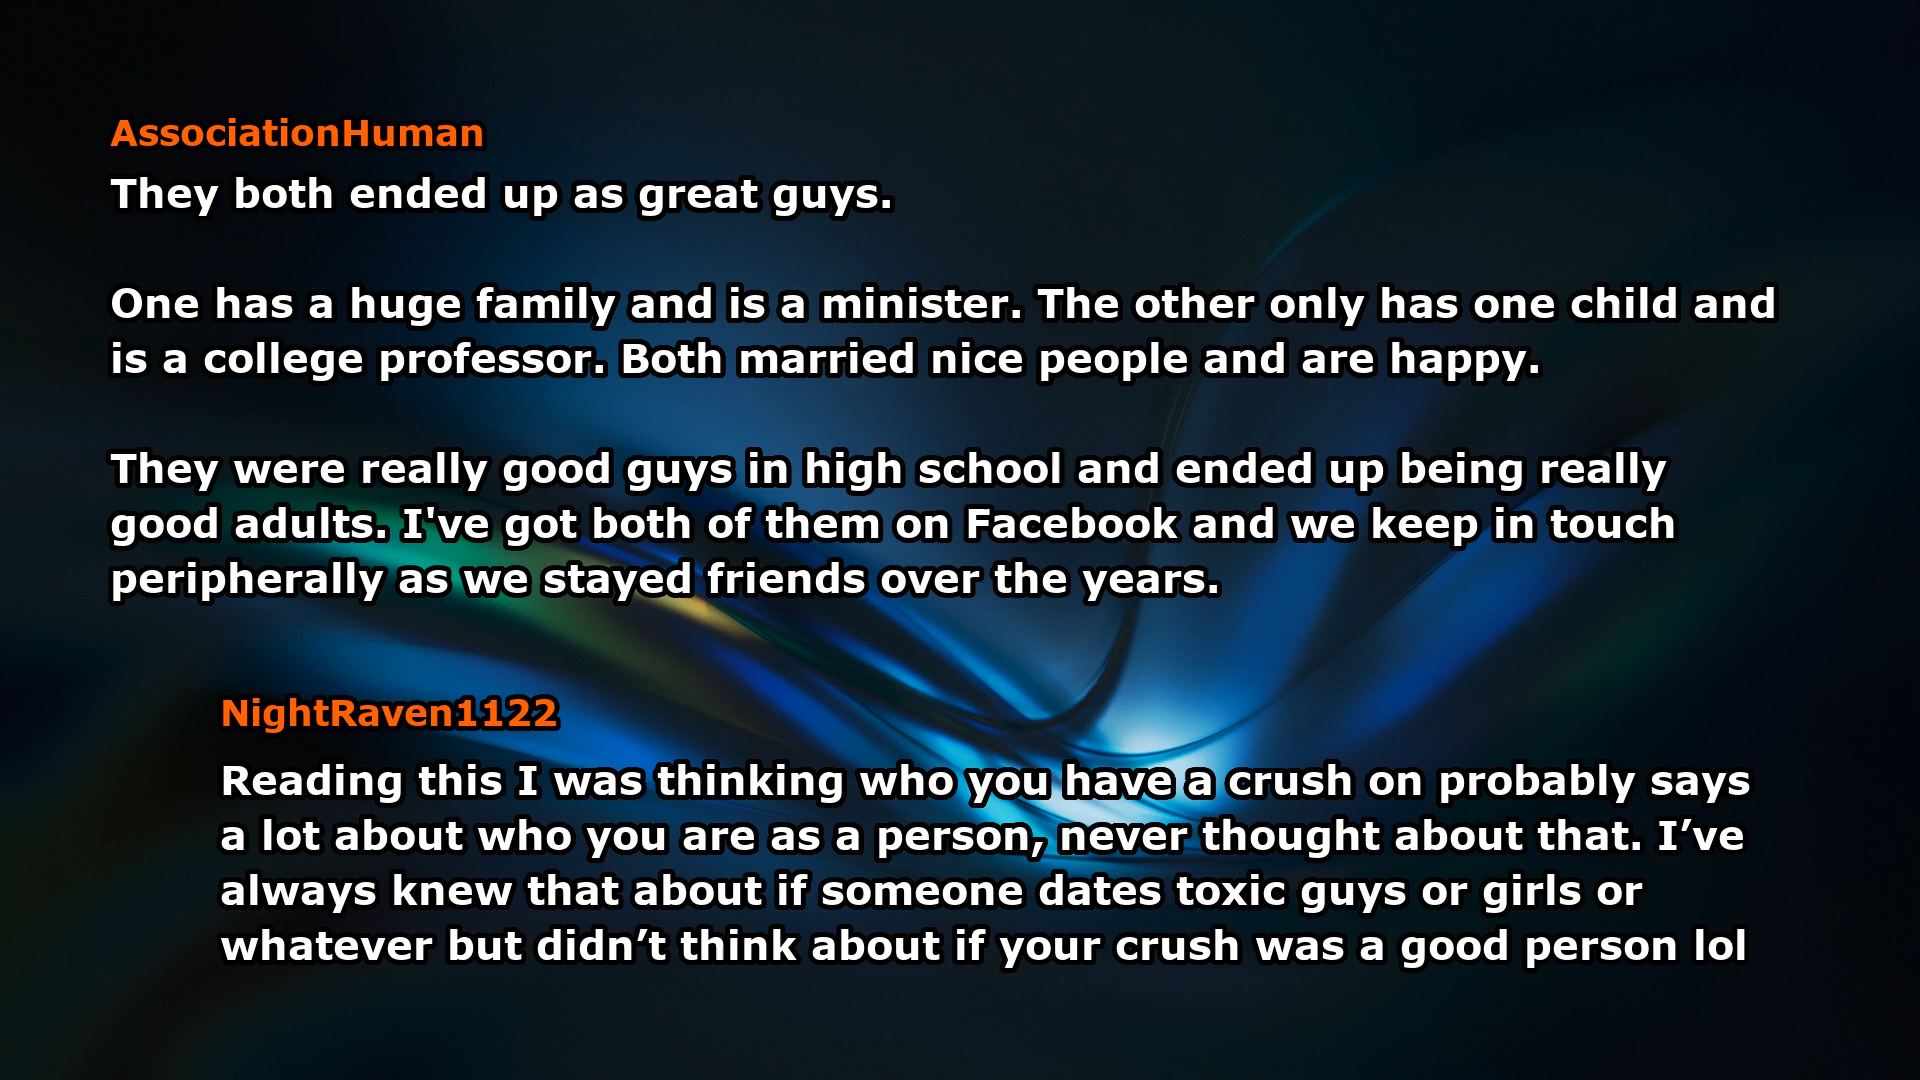 AssociationHuman
They both ended up as great guys.
One has a huge family and is a minister. The other only has one child and
is a college professor. Both married nice people and are happy.
They were really good guys in high school and ended up being really
good adults. I've got both of them on Facebook and we keep in touch
peripherally as we stayed friends over the years.
NightRaven1122
Reading this I was thinking who you have a crush on probably says
a lot about who you are as a person, never thought about that. I’ve
always knew that about if someone dates toxic guys or girls or
whatever but didn’t think about if your crush was a good person lol